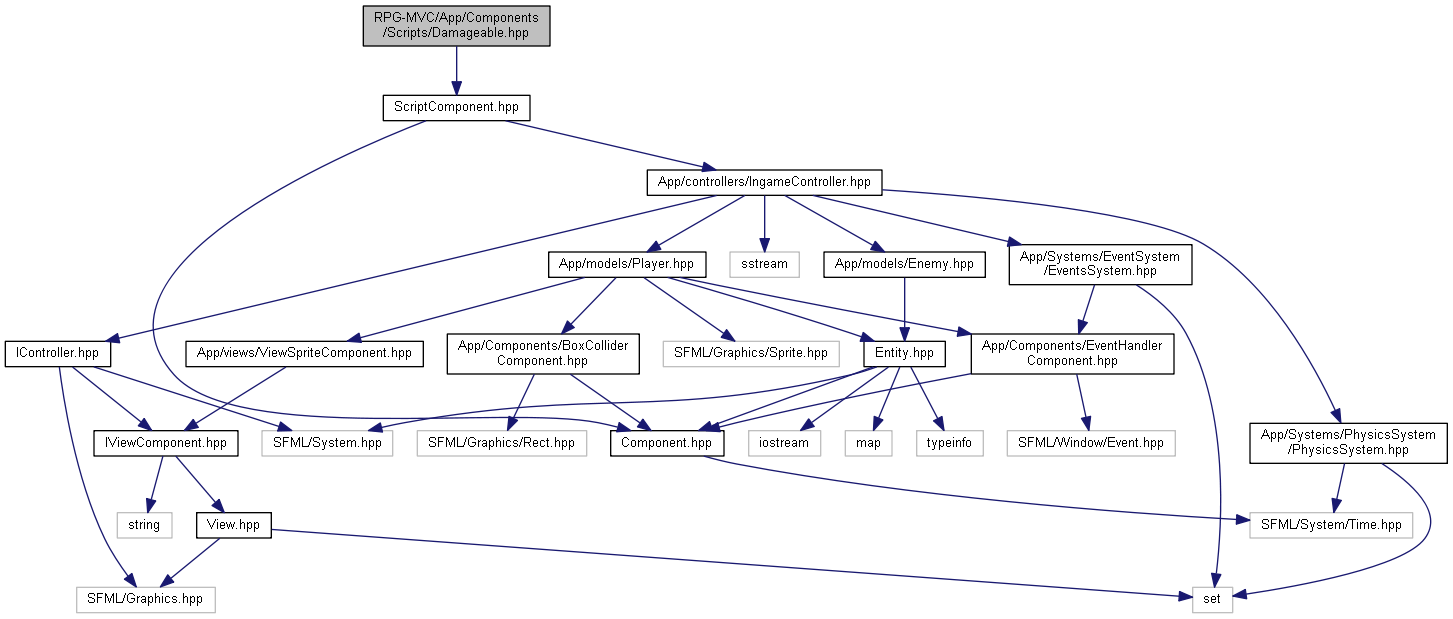 RPG-MVC/App/Components
/Scripts/Damageable.hpp
ScriptComponent.hpp
App/controllers/IngameController.hpp
App/models/Player.hpp
sstream
App/models/Enemy.hpp
App/Systems/EventSystem
/EventsSystem.hpp
IController.hpp
App/views/ViewSpriteComponent.hpp
App/Components/BoxCollider
Component.hpp
SFML/Graphics/Sprite.hpp
Entity.hpp
App/Components/EventHandler
Component.hpp
IViewComponent.hpp
SFML/System.hpp
SFML/Graphics/Rect.hpp
Component.hpp
iostream
map
typeinfo
SFML/Window/Event.hpp
App/Systems/PhysicsSystem
/PhysicsSystem.hpp
string
View.hpp
SFML/System/Time.hpp
SFML/Graphics.hpp
set